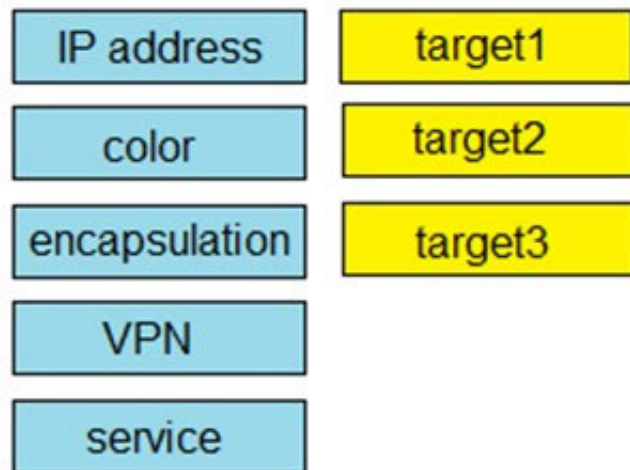 IP address
color
encapsulation
VPN
service
target1
target2
target3